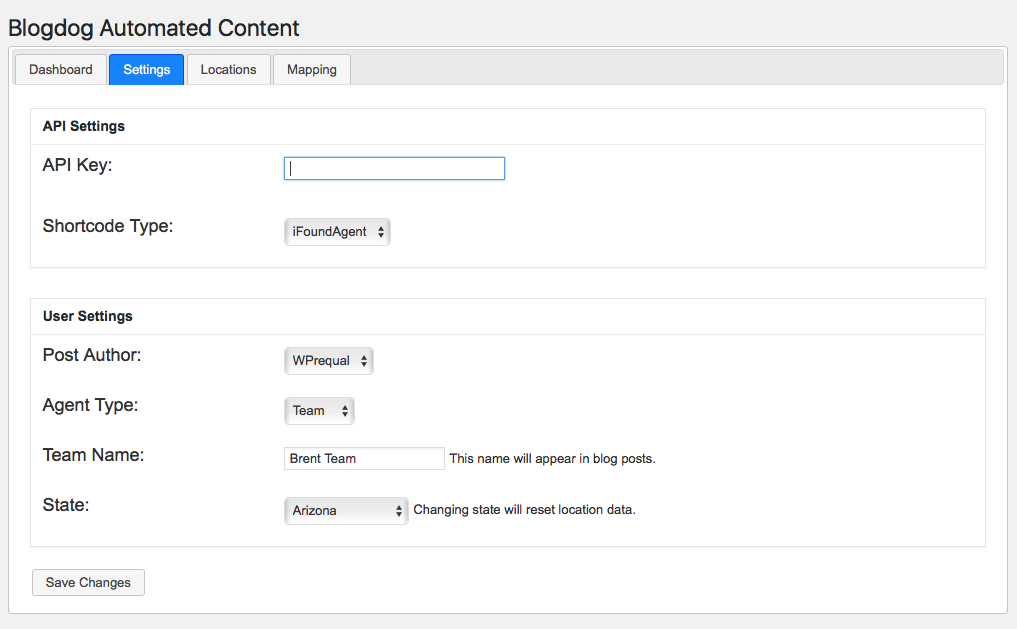 Blogdog Automated Content
Dashboard Settings Locations Mapping
API Settings
API Key:
Shortcode Type: iFoundAgent
User Settings
Post Author: WPrequal
Agent Type: Team
Team Name: Brent Team This name will appear in blog posts.
State: Arizona Changing state will reset location data.
Save Changes